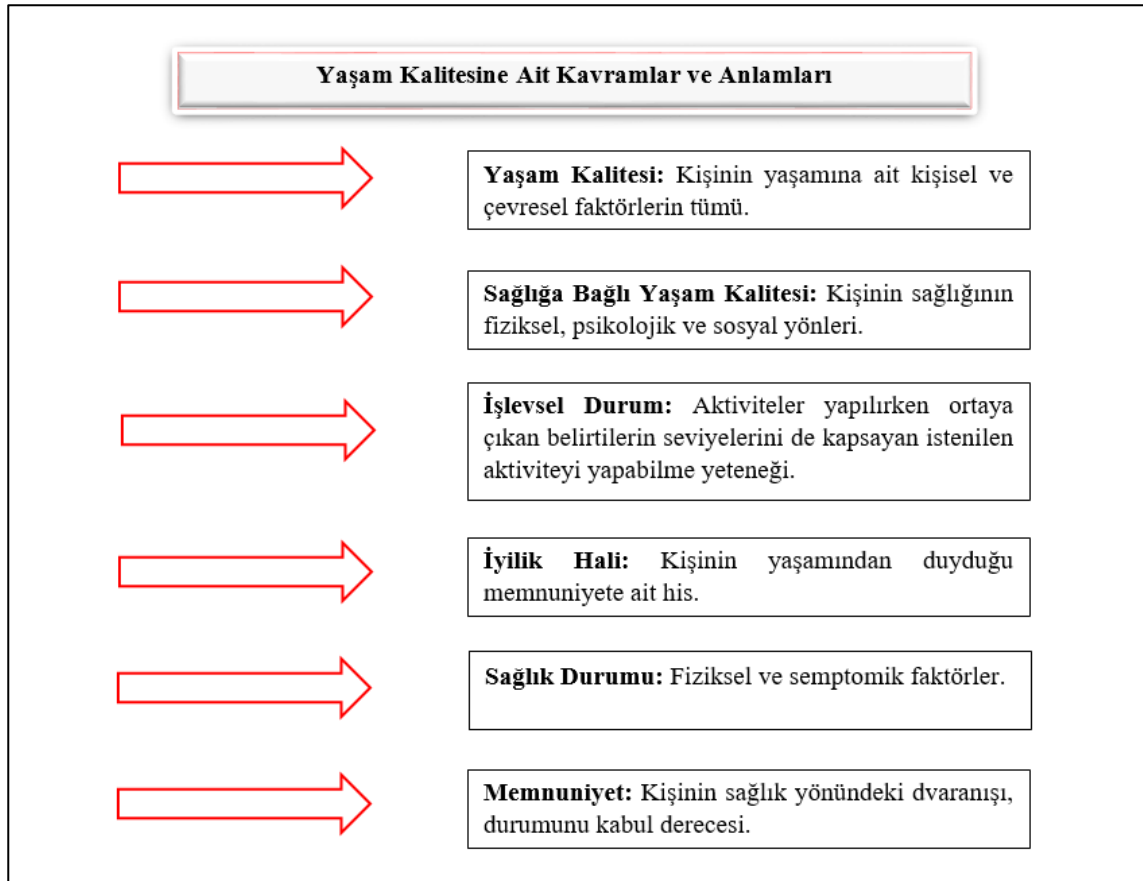 Yaşam Kalitesine Ait Kavramlar ve Anlamları
Yaşam Kalitesi: Kişinin yaşamına ait kişisel ve
çevresel faktörlerin tümü.
Sağlığa Bağlı Yaşam Kalitesi: Kişinin sağlığının
fiziksel, psikolojik ve sosyal yönleri.
İşlevsel Durum: Aktiviteler yapılırken ortaya
çıkan belirtilerin seviyelerini de kapsayan istenilen
aktiviteyi yapabilme yeteneği.
İyilik Hali: Kişinin yaşamından duyduğu
memnuniyete ait his.
Sağlık Durumu: Fiziksel ve semptomik faktörler.
Memnuniyet: Kişinin sağlık yönündeki dvaranışı,
durumunu kabul derecesi.